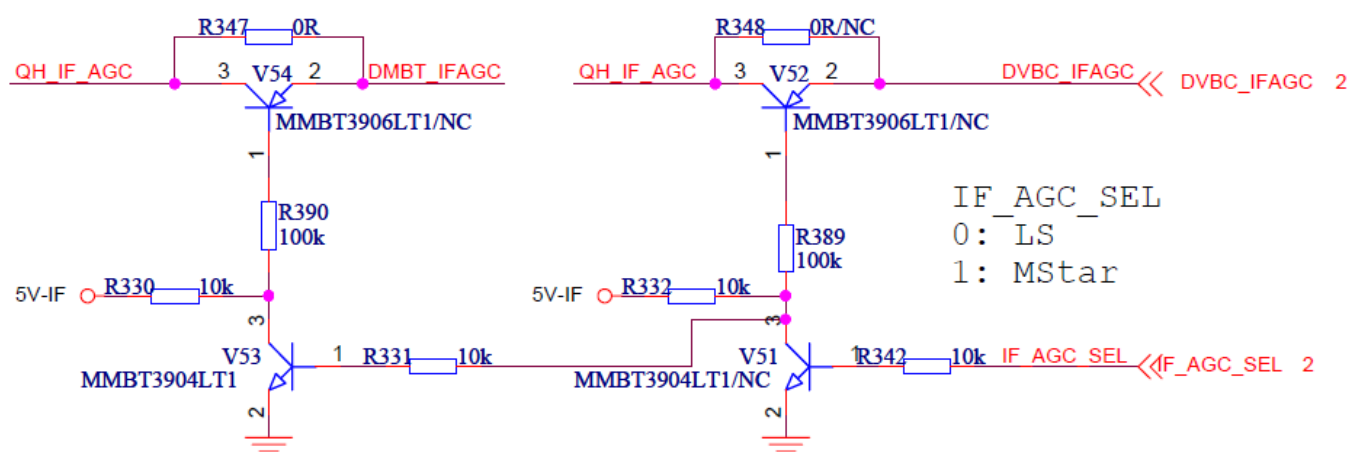 R347 0R
R348 0R/NC
QH_IF_AGC 3 V54 2 DMBT_IFAGC
QH_IF_AGC 3 V52 2 DVBC_IFAGC DVBC_IFAGC 2
MMBT3906LT1/NC
MMBT3906LT1/NC
1
1
IF_AGC_SEL
0: LS
1: MStar
R390
100k
R389
100k
5V-IF R330 10k
5V-IF R332 10k
3
3
V53
MMBT3904LT1
1 R331 10k
V51
MMBT3904LT1/NC
1 R342 10k IF_AGC_SEL IF_AGC_SEL 2
2
2